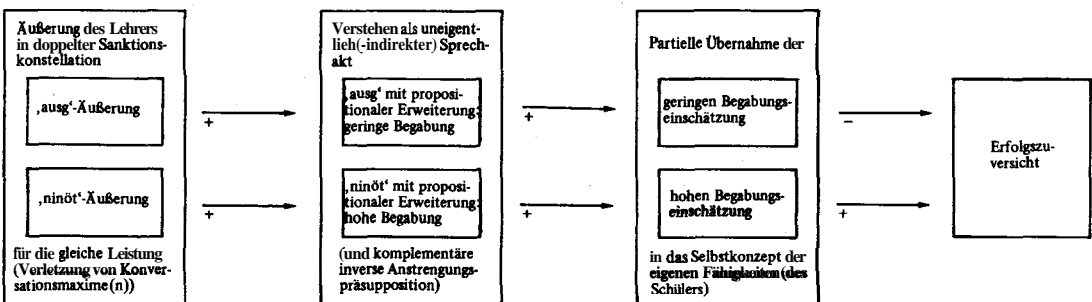 Äußerung des Lehrers
in doppelter Sanktions-
konstellation
‚ausg‘-Äußerung
+
‚ninöt‘-Äußerung
+
für die gleiche Leistung
(Verletzung von Konver-
sationsmaxime(n))
Verstehen als uneigent-
lieh(-indirekter) Sprech-
akt
‚ausg‘ mit proposi-
tionaler Erweiterung:
geringe Begabung
+
‚ninöt‘ mit proposi-
tionaler Erweiterung:
hohe Begabung
+
(und komplementäre
inverse Anstrengungs-
präsupposition)
Partielle Übernahme der
geringen Begabungs-
einschätzung
−
hohen Begabungs-
einschätzung
+
in das Selbstkonzept der
eigenen Fähigkeiten (des
Schülers)
Erfolgszu-
versicht